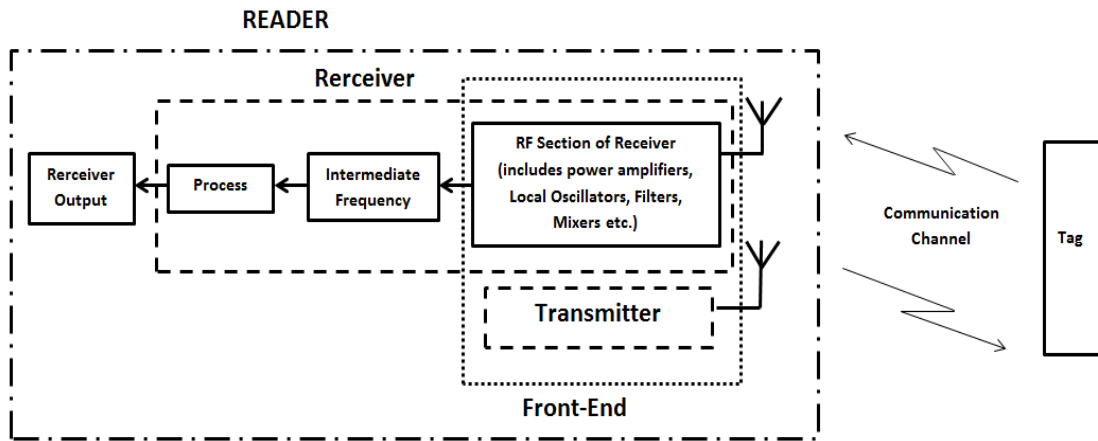 READER
Rerceiver
RF Section of Receiver
(includes power amplifiers,
Local Oscillators, Filters,
Mixers etc.)
Intermediate
Frequency
Process
Rerceiver
Output
Communication
Channel
Tag
Transmitter
Front-End